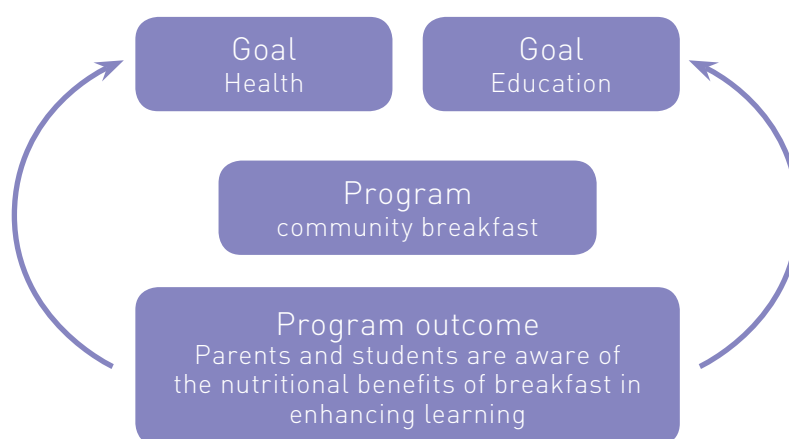 Goal
Health
Goal
Education
Program
community breakfast
Program outcome
Parents and students are aware of
the nutritional benefits of breakfast in
enhancing learning